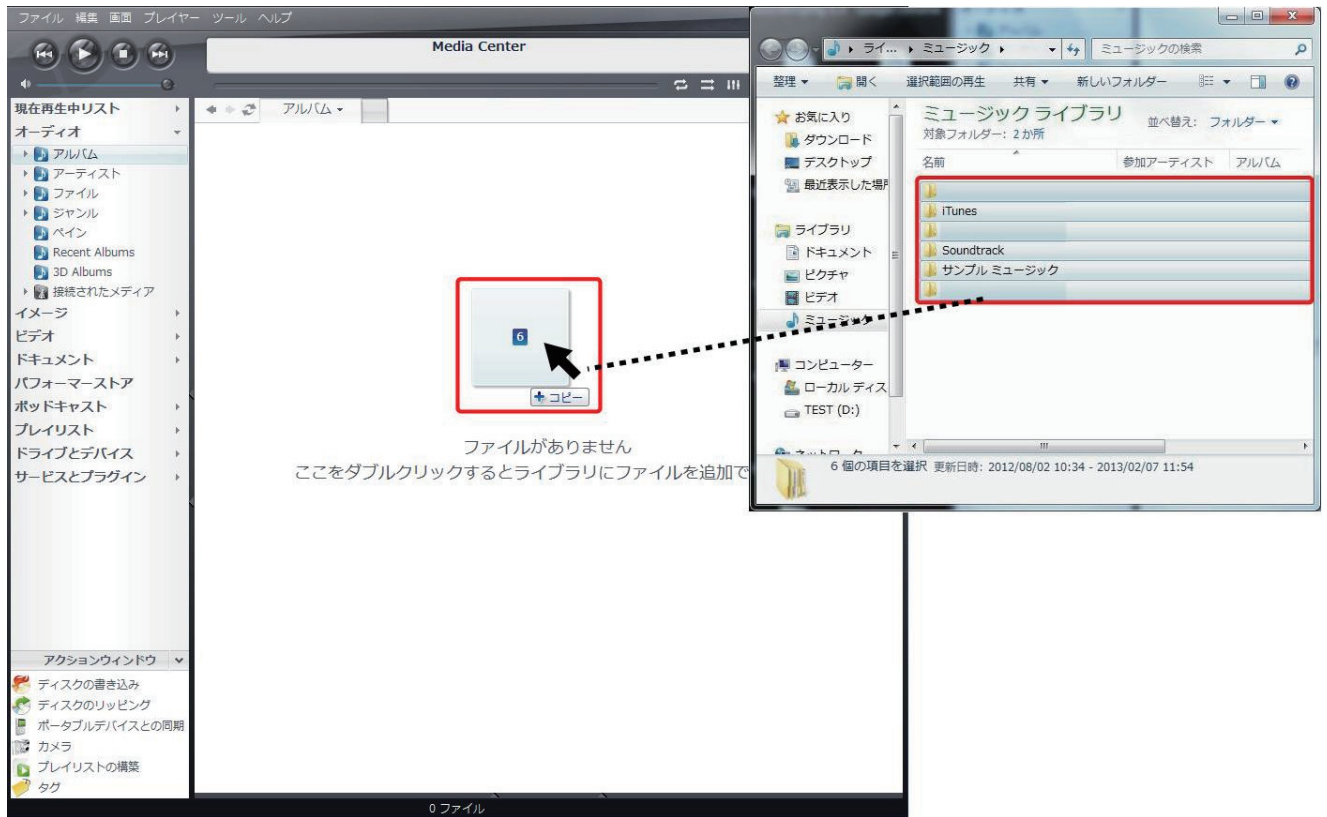 ファイル 編集 画面 プレイヤー ツール ヘルプ
Media Center
現在再生中リスト
オーディオ
アルバム
アーティスト
ファイル
ジャンル
ペイン
Recent Albums
3D Albums
接続されたメディア
イメージ
ビデオ
ドキュメント
パフォーマーストア
ポッドキャスト
プレイリスト
ドライブとデバイス
サービスとプラグイン
アクションウィンドウ
ディスクの書き込み
ディスクのリッピング
ポータブルデバイスとの同期
カメラ
プレイリストの構築
タグ
アルバム
6
コピー
ファイルがありません
ここをダブルクリックするとライブラリにファイルを追加で
0 ファイル
ライ... ミュージック ミュージックの検索
整理 開く 選択範囲の再生 共有 新しいフォルダー
お気に入り
ダウンロード
デスクトップ
最近表示した場所
ライブラリ
ドキュメント
ピクチャ
ビデオ
ミュージック
コンピューター
ローカル ディス
TEST (D:)
ミュージック ライブラリ
対象フォルダー: 2 か所
並べ替え: フォルダー
名前 参加アーティスト アルバム
iTunes
Soundtrack
サンプル ミュージック
6 個の項目を選択 更新日時: 2012/08/02 10:34 - 2013/02/07 11:54